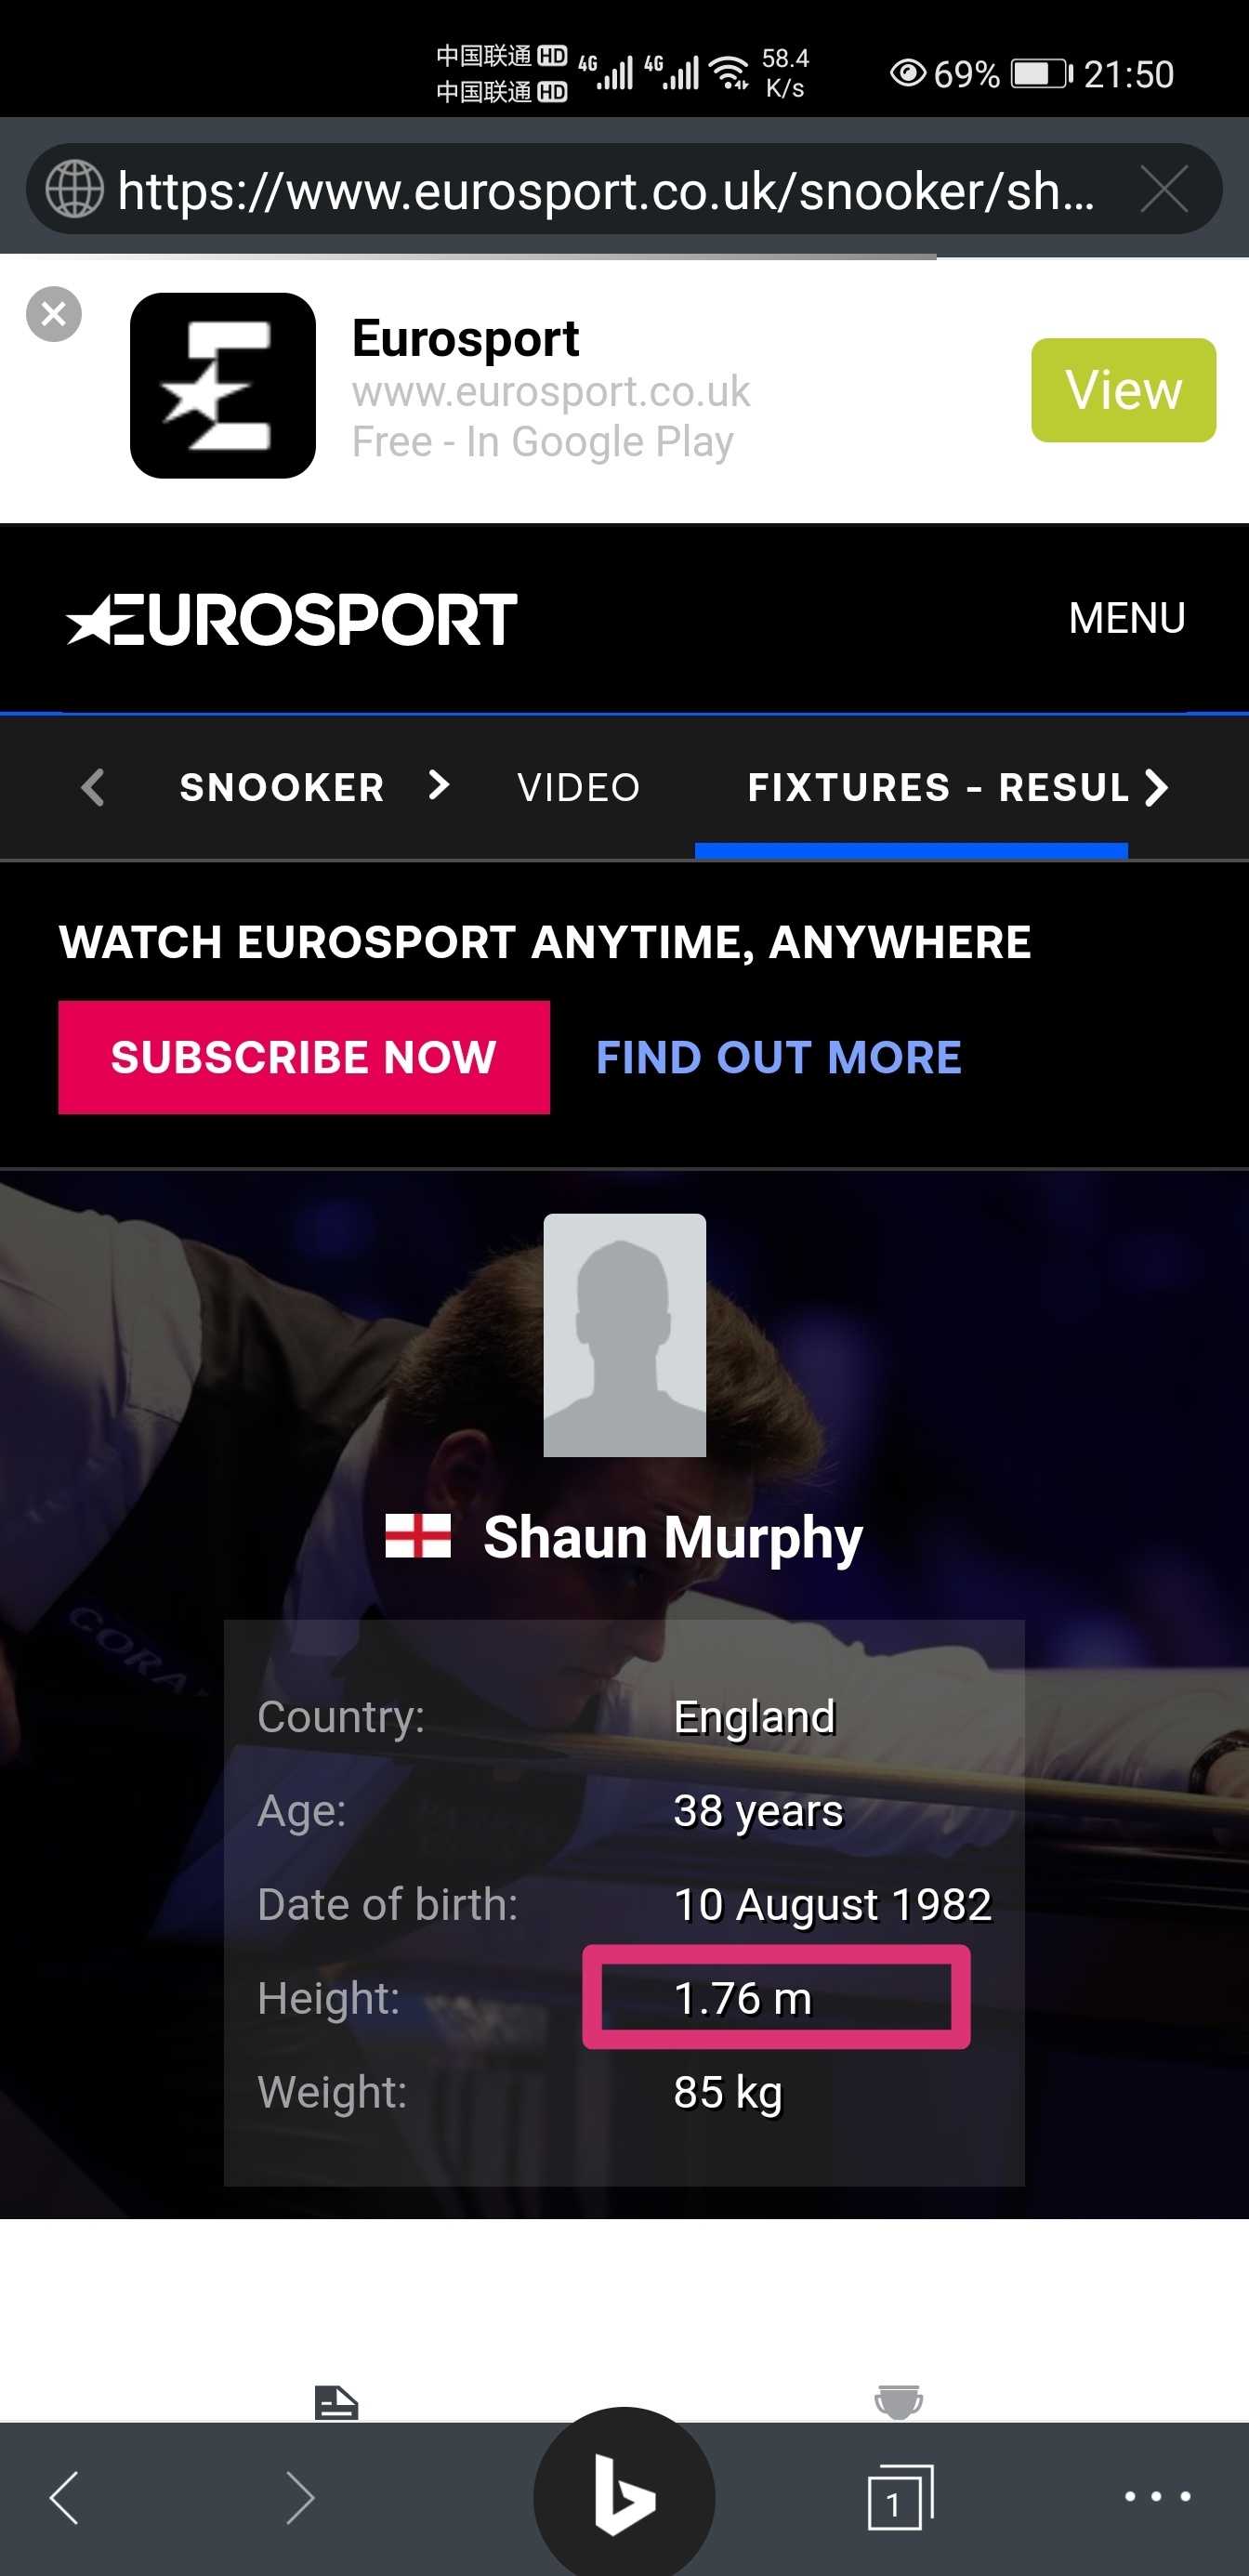 中国联通 HD 4G 4G 58.4
中国联通 HD K/s 69% 21:50
https://www.eurosport.co.uk/snooker/sh...
Eurosport
www.eurosport.co.uk
Free - In Google Play
View
EUROSPORT
MENU
SNOOKER VIDEO FIXTURES - RESUL
WATCH EUROSPORT ANYTIME, ANYWHERE
SUBSCRIBE NOW FIND OUT MORE
Shaun Murphy
CORA
Country: England
Age: 38 years
Date of birth: 10 August 1982
Height: 1.76 m
Weight: 85 kg
1